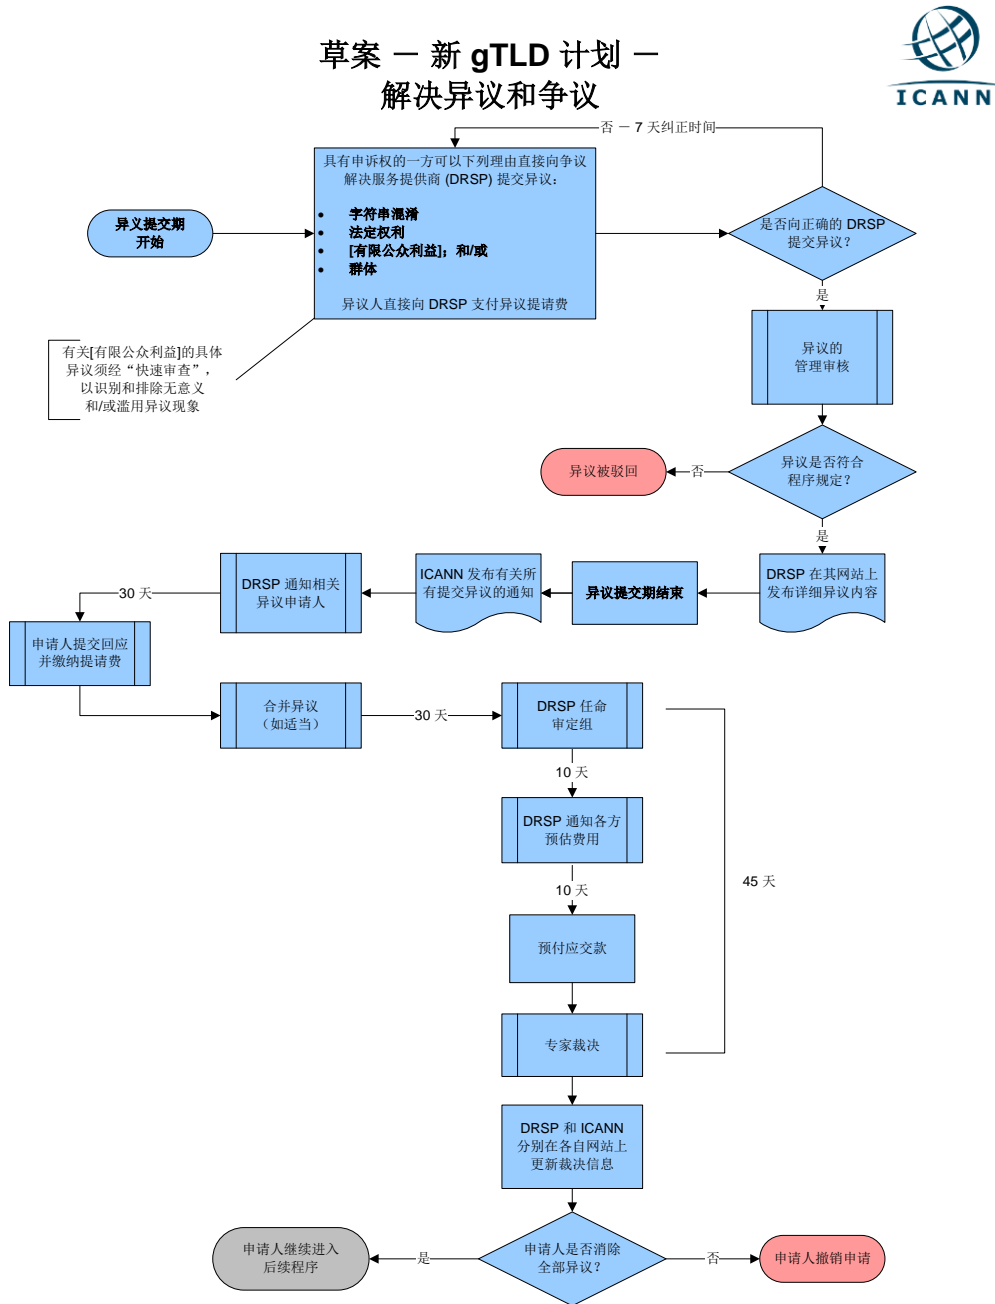 草案 － 新 gTLD 计划 －
解决异议和争议
ICANN
否 － 7 天纠正时间
具有申诉权的一方可以下列理由直接向争议
解决服务提供商 (DRSP) 提交异议：
• 字符串混淆
• 法定权利
• [有限公众利益]；和/或
• 群体
异议人直接向 DRSP 支付异议提请费
异义提交期
开始
是否向正确的 DRSP
提交异议？
是
有关[有限公众利益]的具体
异议须经“快速审查”，
以识别和排除无意义
和/或滥用异议现象
异议的
管理审核
异议是否符合
程序规定？
否
异议被驳回
是
DRSP 在其网站上
发布详细异议内容
异议提交期结束
ICANN 发布有关所
有提交异议的通知
DRSP 通知相关
异议申请人
30 天
申请人提交回应
并缴纳提请费
合并异议
（如适当）
30 天
DRSP 任命
审定组
10 天
DRSP 通知各方
预估费用
10 天
45 天
预付应交款
专家裁决
DRSP 和 ICANN
分别在各自网站上
更新裁决信息
申请人是否消除
全部异议？
是
申请人继续进入
后续程序
否
申请人撤销申请